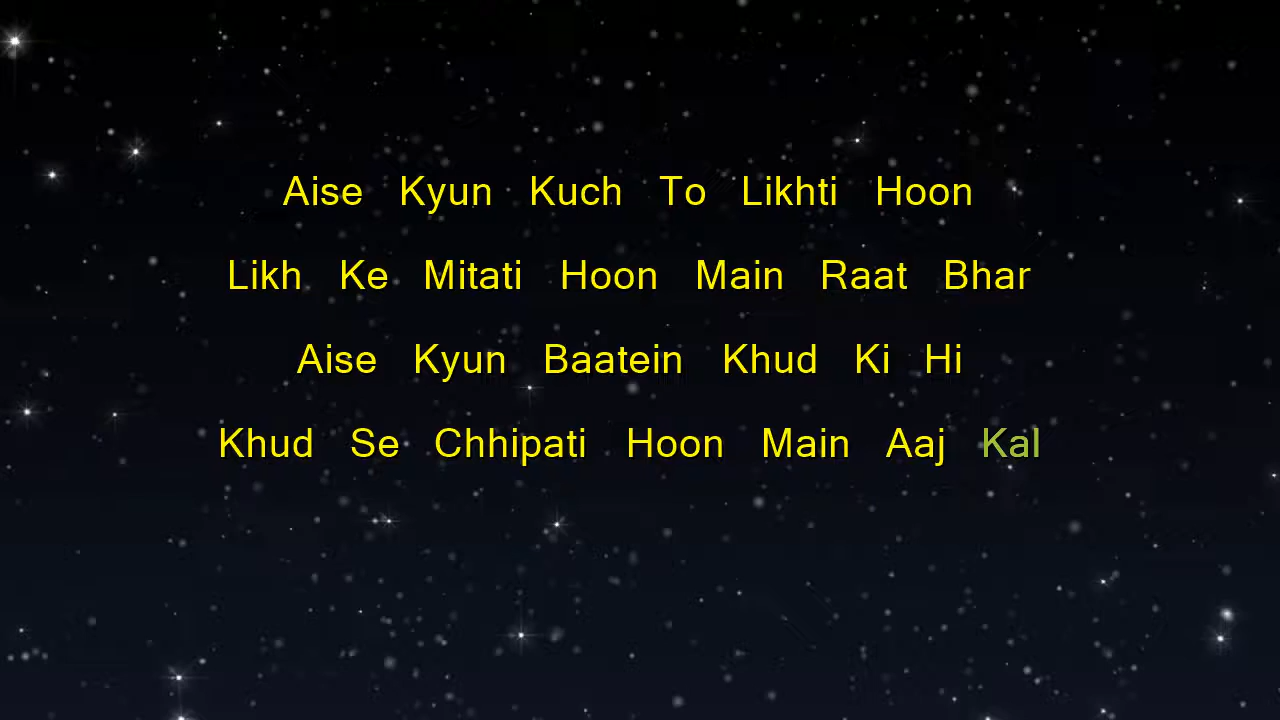 Aise Kyun Kuch To Likhti Hoon
Likh Ke Mitati Hoon Main Raat Bhar
Aise Kyun Baatein Khud Ki Hi
Khud Se Chhipati Hoon Main Aaj Kal